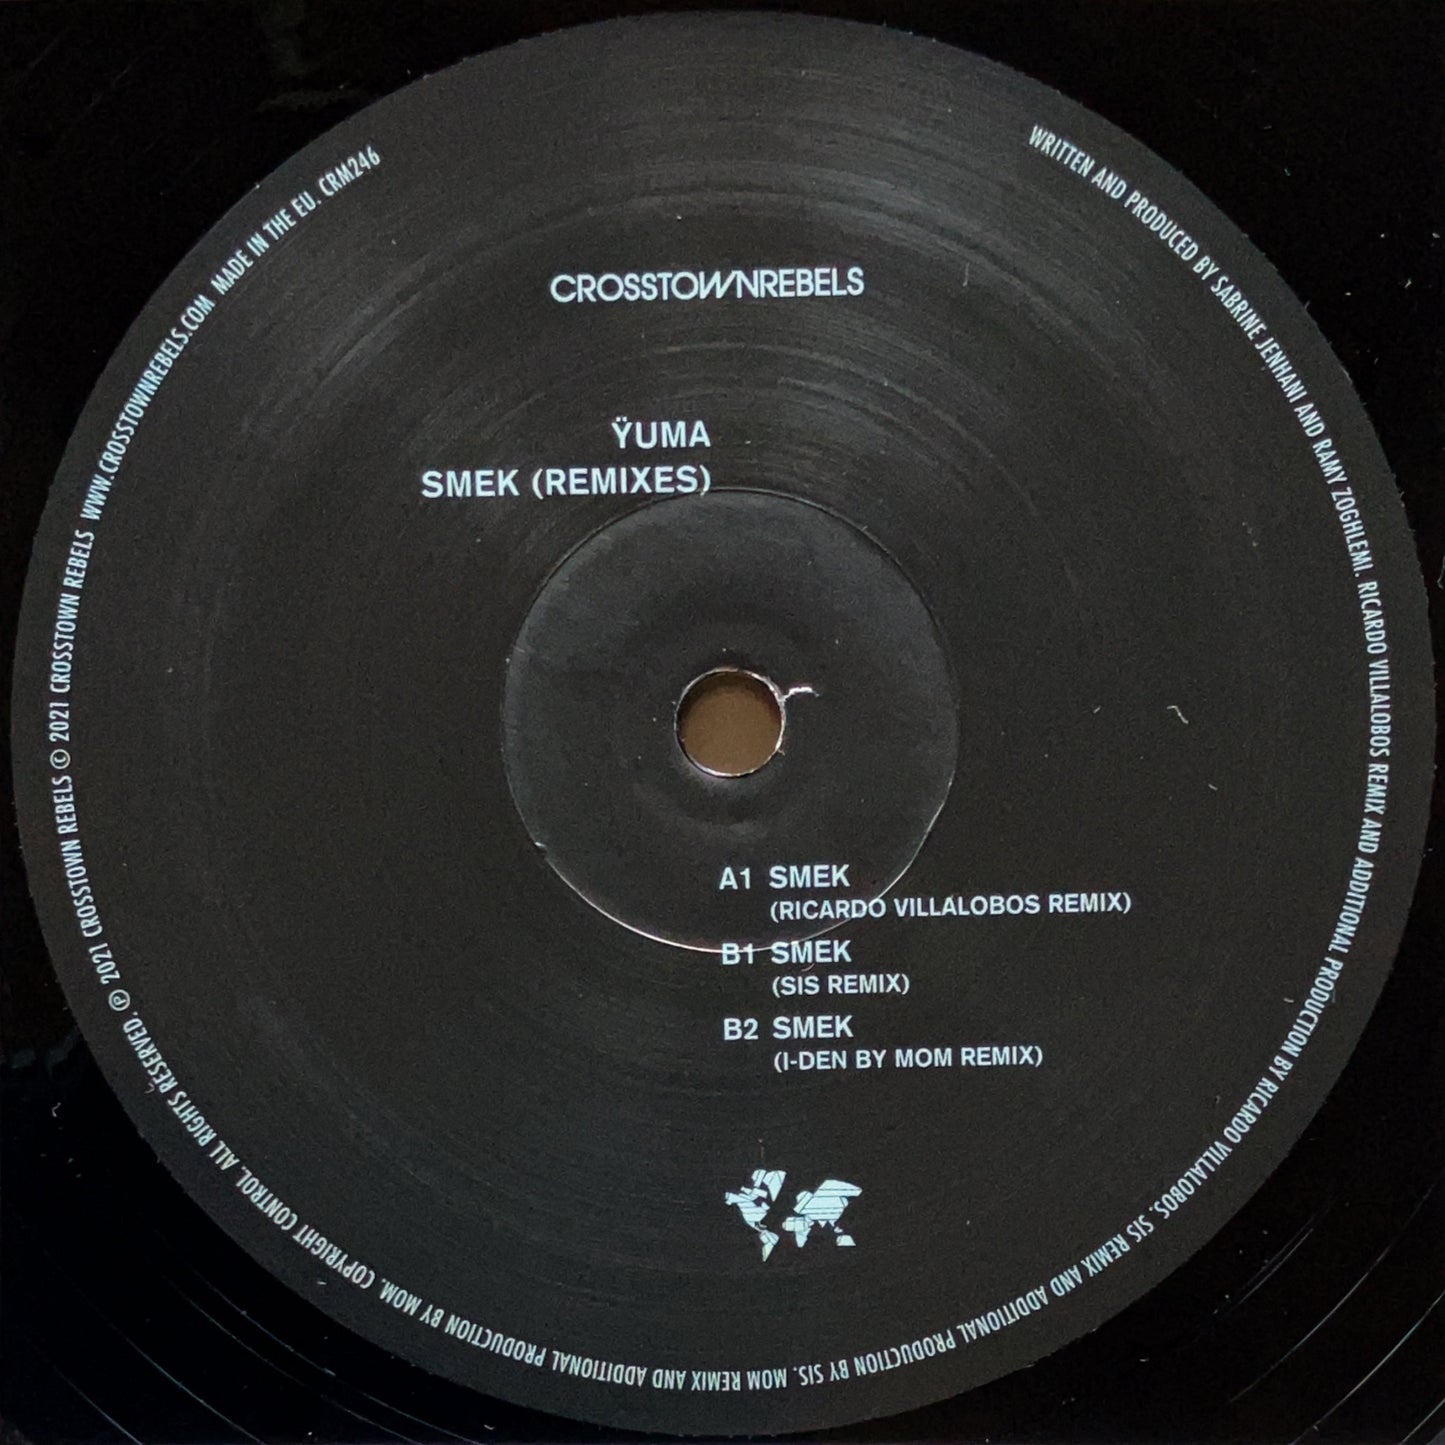 CROSSTOWNREBELS
ŸUMA
SMEK (REMIXES)
A1 SMEK
(RICARDO VILLALOBOS REMIX)
B1 SMEK
(SIS REMIX)
B2 SMEK
(I-DEN BY MOM REMIX)
WRITTEN AND PRODUCED BY SABRINE JENHANI AND RAMY ZOGHLEMI. RICARDO VILLALOBOS REMIX AND ADDITIONAL PRODUCTION BY RICARDO VILLALOBOS. SIS REMIX AND ADDITIONAL PRODUCTION BY SIS. MOM REMIX AND ADDITIONAL PRODUCTION BY MOM. COPYRIGHT CONTROL. ALL RIGHTS RESERVED. ℗ 2021 CROSSTOWN REBELS © 2021 CROSSTOWN REBELS WWW.CROSSTOWNREBELS.COM MADE IN THE EU. CRM246